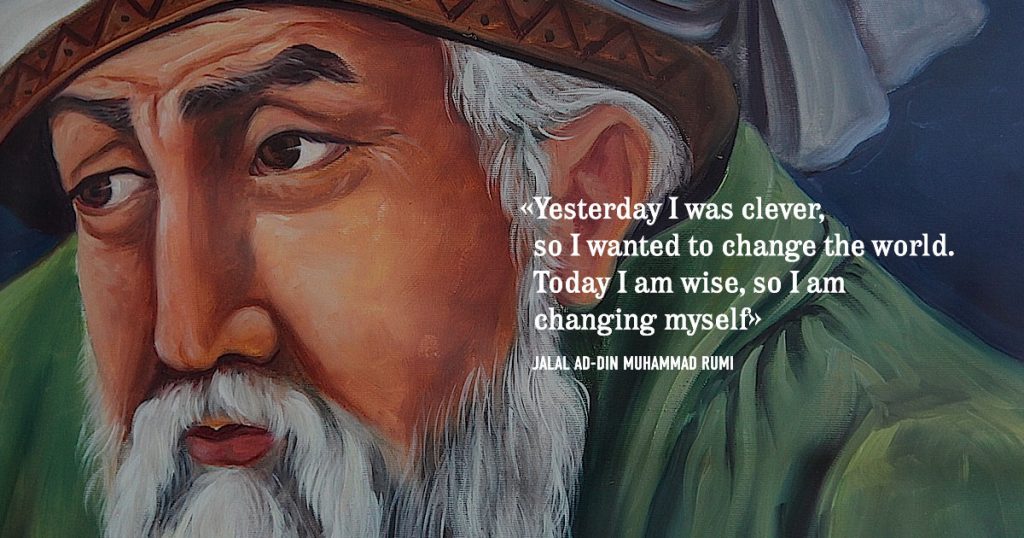 «Yesterday I was clever,
so I wanted to change the world.
Today I am wise, so I am
changing myself»
JALAL AD-DIN MUHAMMAD RUMI